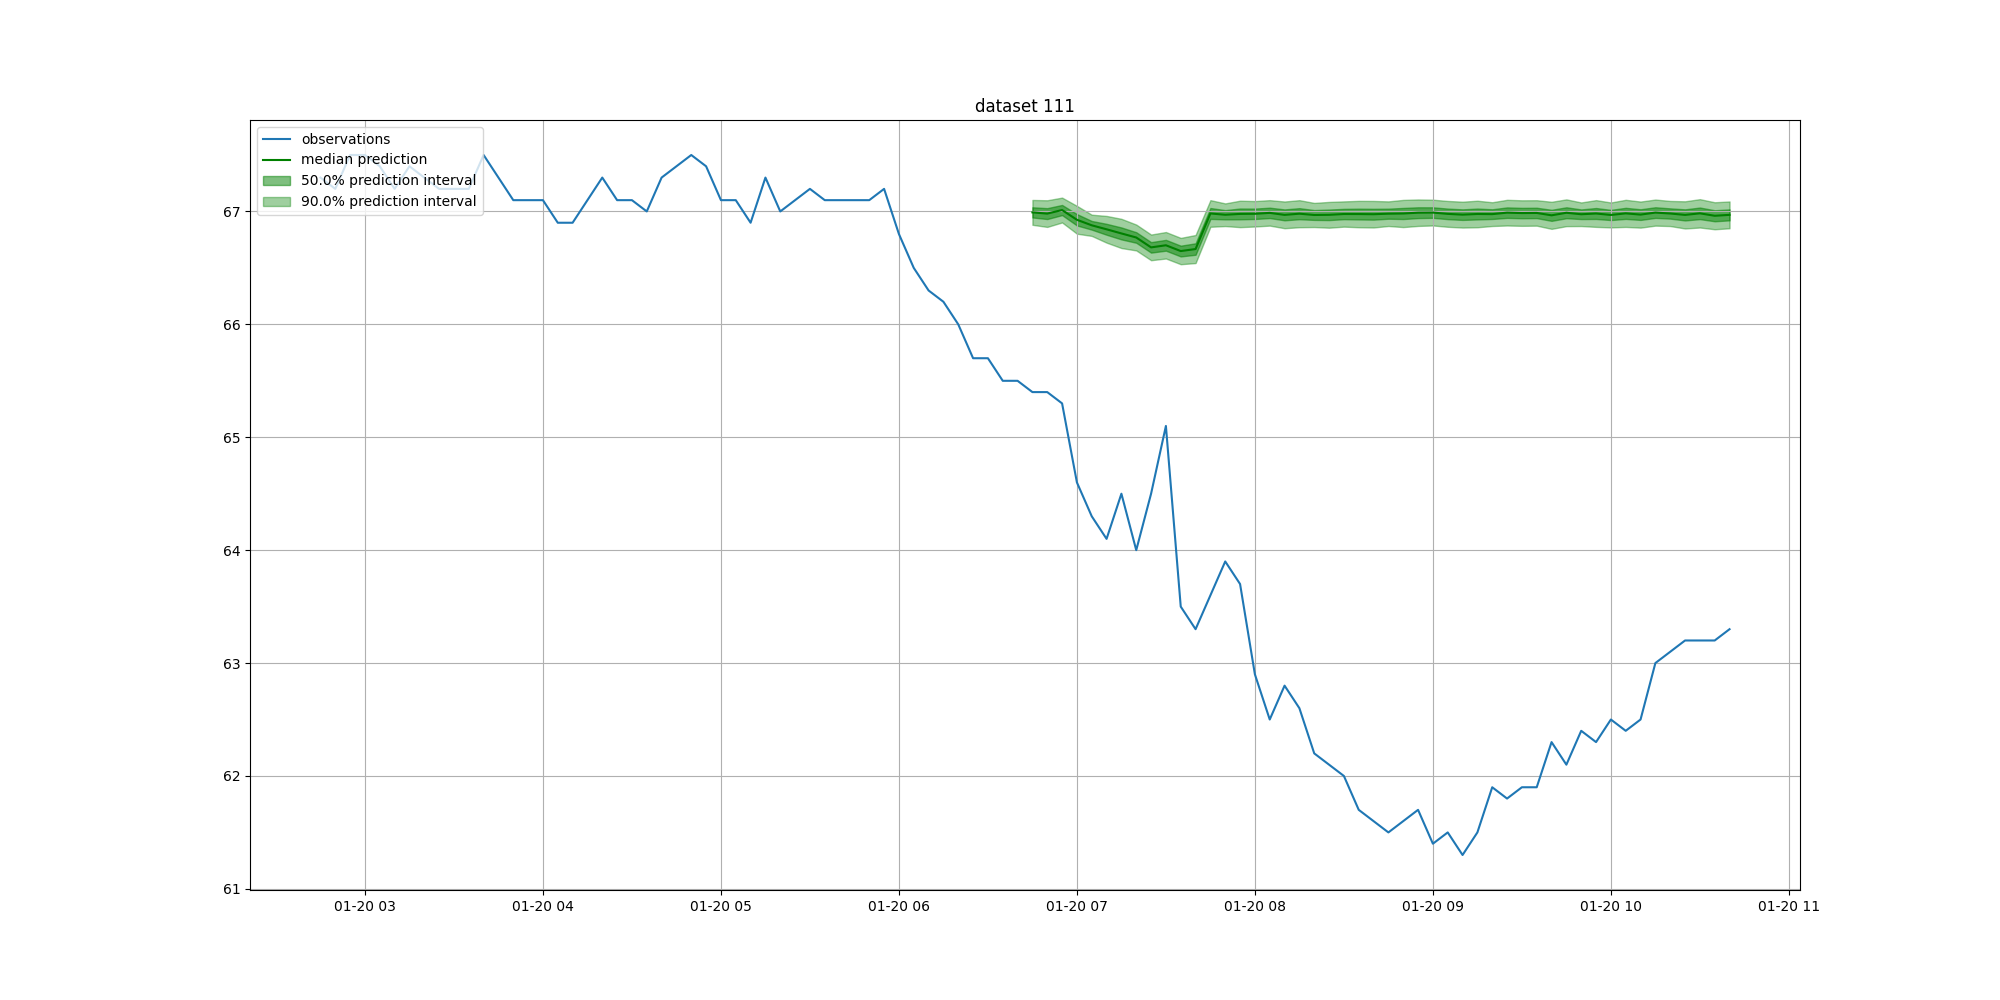 dataset 111
observations
median prediction
50.0% prediction interval
90.0% prediction interval
67
66
65
64
63
62
61
01-20 03 01-20 04 01-20 05 01-20 06 01-20 07 01-20 08 01-20 09 01-20 10 01-20 11